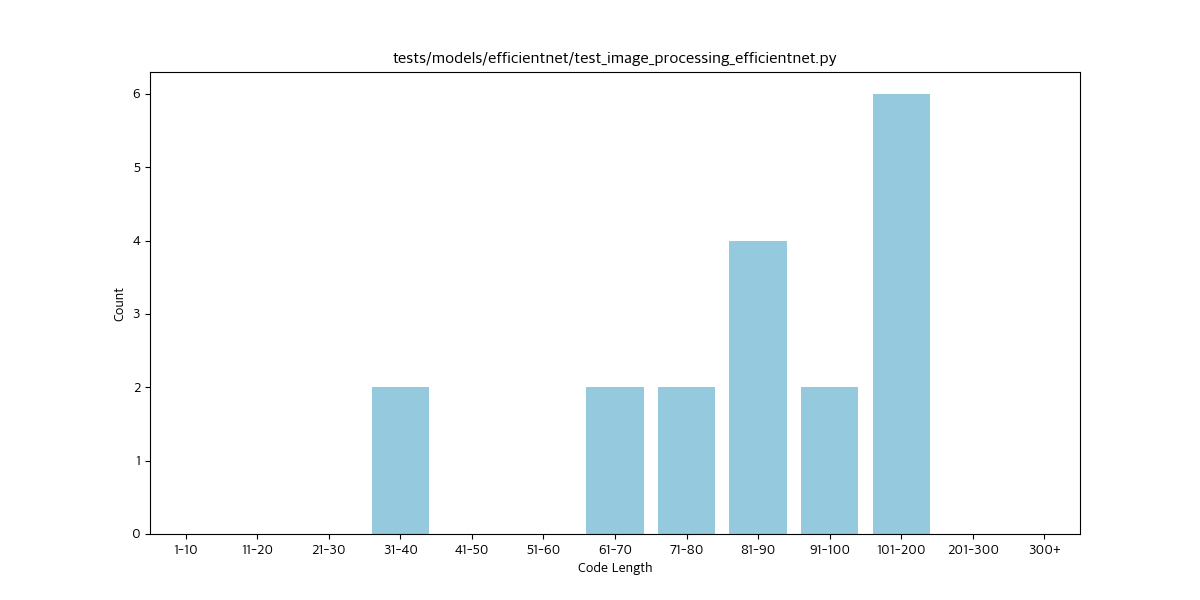 tests/models/efficientnet/test_image_processing_efficientnet.py
6
5
4
3
2
1
0
Count
1-10 11-20 21-30 31-40 41-50 51-60 61-70 71-80 81-90 91-100 101-200 201-300 300+
Code Length